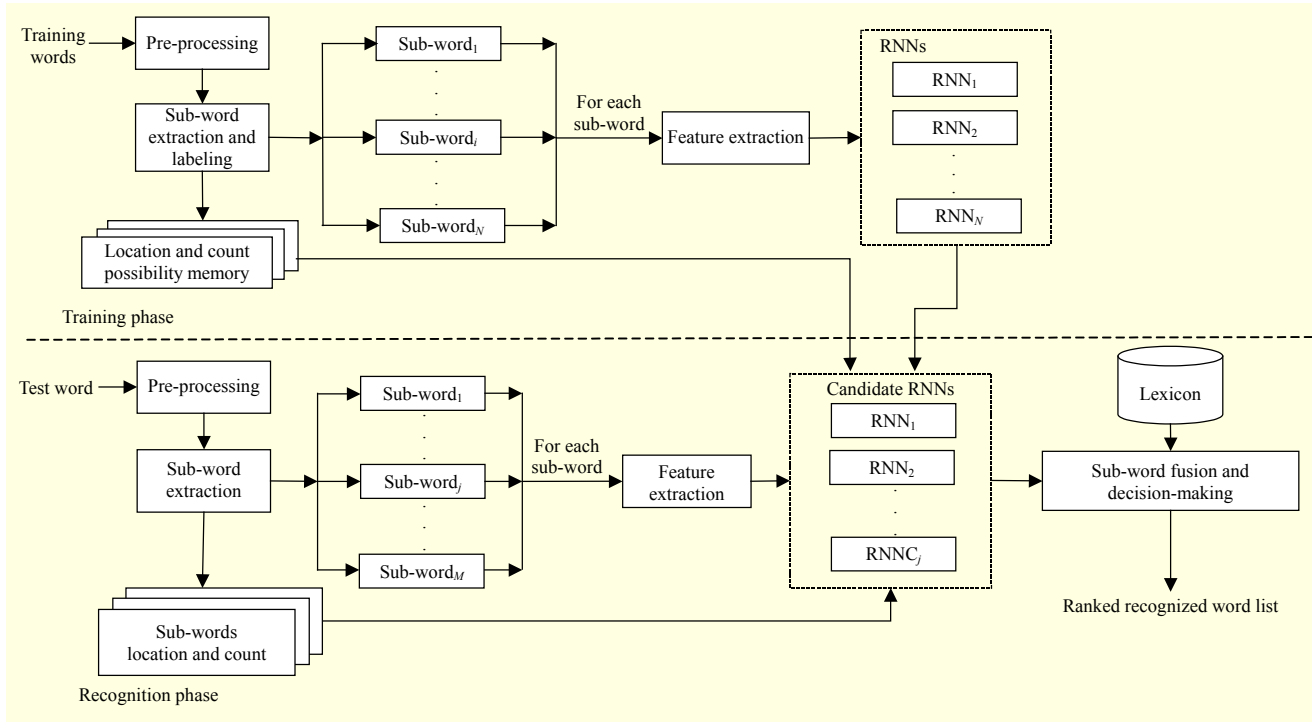 Training
words
Pre-processing
Sub-word
extraction and
labeling
Location and count
possibility memory
Training phase
Sub-word₁
Sub-wordᵢ
Sub-word_N
For each
sub-word
Feature extraction
RNNs
RNN₁
RNN₂
RNN_N
Test word
Pre-processing
Sub-word
extraction
Sub-words
location and count
Recognition phase
Sub-word₁
Sub-wordⱼ
Sub-word_M
For each
sub-word
Feature
extraction
Candidate RNNs
RNN₁
RNN₂
RNNCⱼ
Lexicon
Sub-word fusion and
decision-making
Ranked recognized word list